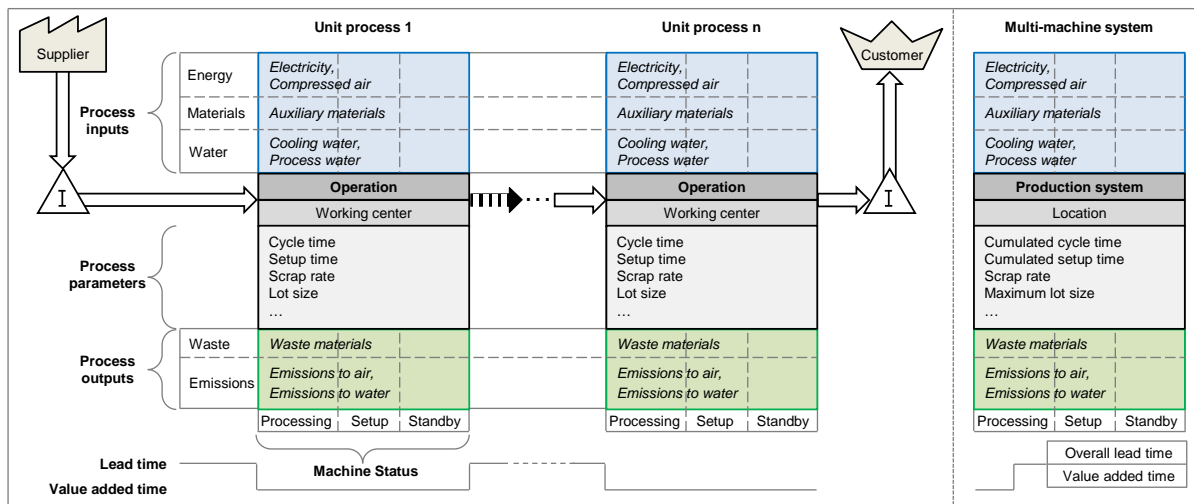 Unit process 1
Unit process n
Multi-machine system
Supplier
Customer
Process
inputs
Energy
Materials
Water
Electricity,
Compressed air
Auxiliary materials
Cooling water,
Process water
Electricity,
Compressed air
Auxiliary materials
Cooling water,
Process water
Electricity,
Compressed air
Auxiliary materials
Cooling water,
Process water
I
Operation
Working center
...
Operation
Working center
I
Production system
Location
Process
parameters
Cycle time
Setup time
Scrap rate
Lot size
…
Cycle time
Setup time
Scrap rate
Lot size
…
Cumulated cycle time
Cumulated setup time
Scrap rate
Maximum lot size
…
Process
outputs
Waste
Emissions
Waste materials
Emissions to air,
Emissions to water
Waste materials
Emissions to air,
Emissions to water
Waste materials
Emissions to air,
Emissions to water
Processing Setup Standby
Processing Setup Standby
Processing Setup Standby
Machine Status
Lead time
Value added time
Overall lead time
Value added time